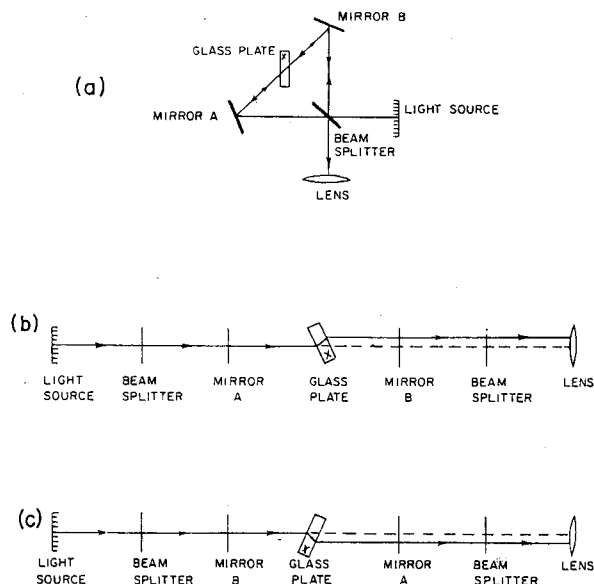 (a)
MIRROR B
GLASS PLATE
x
MIRROR A
LIGHT SOURCE
BEAM
SPLITTER
LENS
(b)
x
LIGHT BEAM MIRROR GLASS MIRROR BEAM LENS
SOURCE SPLITTER A PLATE B SPLITTER
(c)
x
LIGHT BEAM MIRROR GLASS MIRROR BEAM LENS
SOURCE SPLITTER B PLATE A SPLITTER